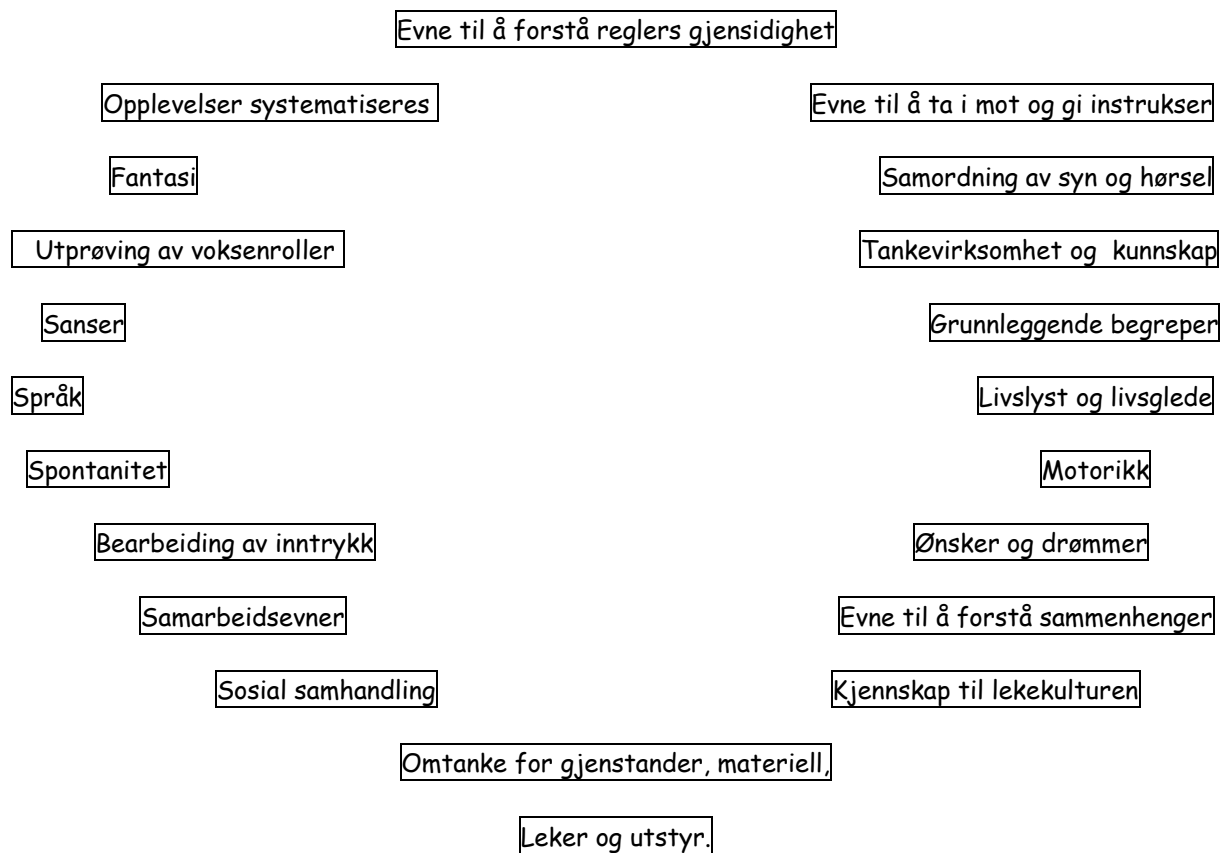 Evne til å forstå reglers gjensidighet
Opplevelser systematiseres
Evne til å ta i mot og gi instrukser
Fantasi
Samordning av syn og hørsel
Utprøving av voksenroller
Tankevirksomhet og kunnskap
Sanser
Grunnleggende begreper
Språk
Livslyst og livsglede
Spontanitet
Motorikk
Bearbeiding av inntrykk
Ønsker og drømmer
Samarbeidsevner
Evne til å forstå sammenhenger
Sosial samhandling
Kjennskap til lekekulturen
Omtanke for gjenstander, materiell,
Leker og utstyr.